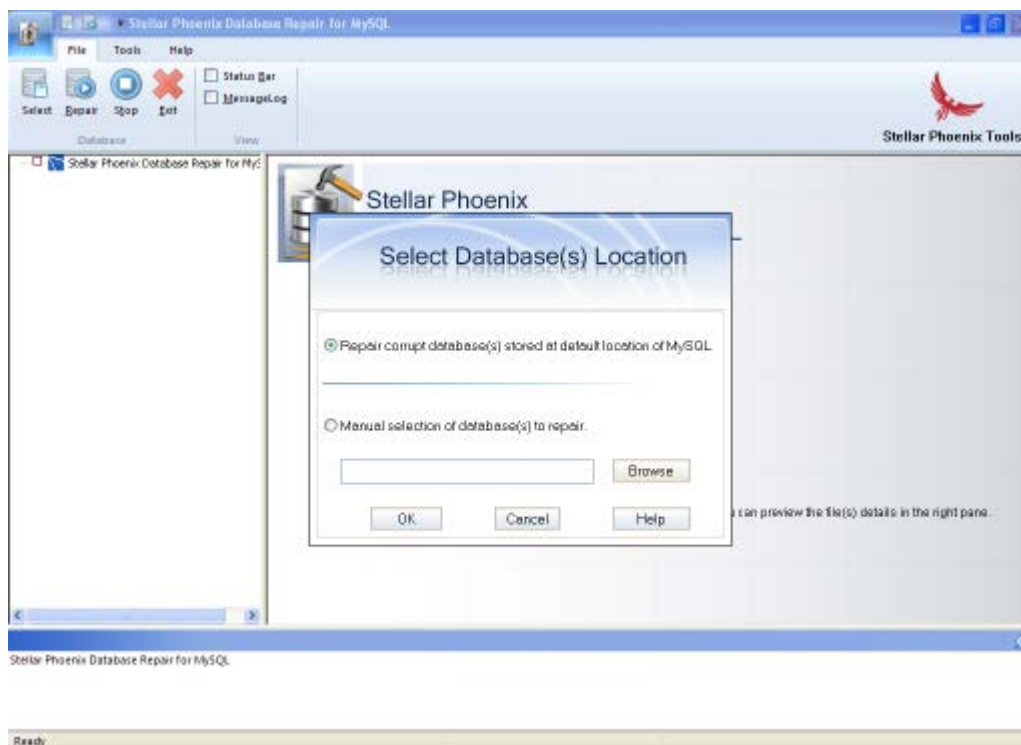 Stellar Phoenix Database Repair for MySQL
File Tools Help
Select Repair Stop Exit
Status Bar
MessageLog
Database View
Stellar Phoenix Tools
Stellar Phoenix Database Repair for MyS
Stellar Phoenix
Select Database(s) Location
Repair corrupt database(s) stored at default location of MySQL
Manual selection of database(s) to repair.
Browse
OK Cancel Help
can preview the file(s) details in the right pane.
Stellar Phoenix Database Repair for MySQL
Ready